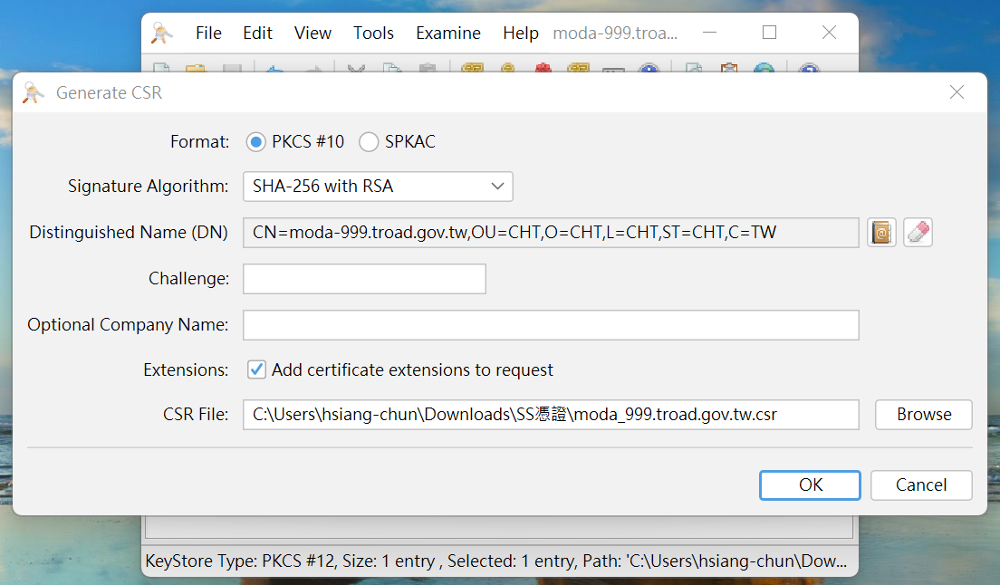 File Edit View Tools Examine Help moda-999.troa...
Generate CSR
Format: PKCS #10 SPKAC
Signature Algorithm: SHA-256 with RSA
Distinguished Name (DN) CN=moda-999.troad.gov.tw,OU=CHT,O=CHT,L=CHT,ST=CHT,C=TW
Challenge:
Optional Company Name:
Extensions: Add certificate extensions to request
CSR File: C:\Users\hsiang-chun\Downloads\SS憑證\moda_999.troad.gov.tw.csr Browse
OK Cancel
KeyStore Type: PKCS #12, Size: 1 entry , Selected: 1 entry, Path: 'C:\Users\hsiang-chun\Dow...